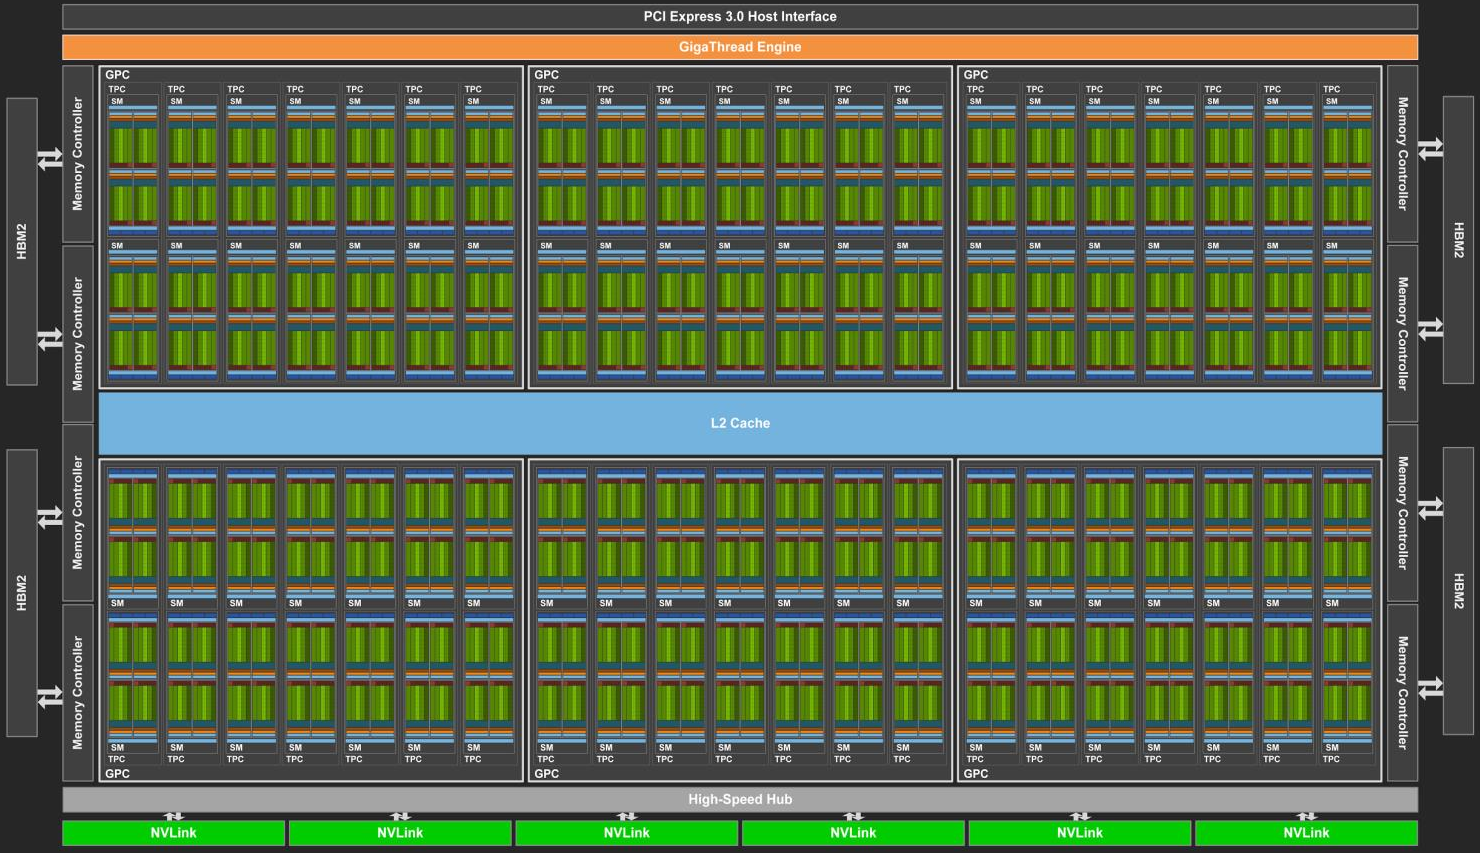 PCI Express 3.0 Host Interface
GigaThread Engine
HBM2
HBM2
Memory Controller
Memory Controller
Memory Controller
Memory Controller
GPC
TPC TPC TPC TPC TPC TPC TPC
SM SM SM SM SM SM SM
SM SM SM SM SM SM SM
GPC
TPC TPC TPC TPC TPC TPC TPC
SM SM SM SM SM SM SM
SM SM SM SM SM SM SM
GPC
TPC TPC TPC TPC TPC TPC TPC
SM SM SM SM SM SM SM
SM SM SM SM SM SM SM
L2 Cache
SM SM SM SM SM SM SM
SM SM SM SM SM SM SM
TPC TPC TPC TPC TPC TPC TPC
GPC
SM SM SM SM SM SM SM
SM SM SM SM SM SM SM
TPC TPC TPC TPC TPC TPC TPC
GPC
SM SM SM SM SM SM SM
SM SM SM SM SM SM SM
TPC TPC TPC TPC TPC TPC TPC
GPC
Memory Controller
Memory Controller
Memory Controller
Memory Controller
HBM2
HBM2
High-Speed Hub
NVLink
NVLink
NVLink
NVLink
NVLink
NVLink